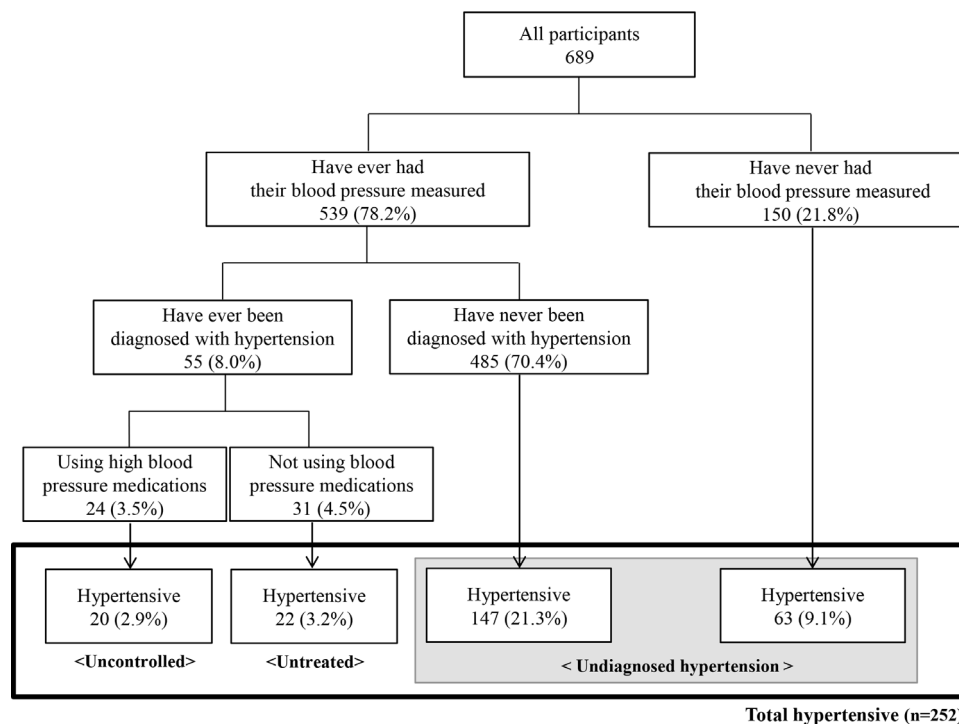 All participants
689
Have ever had
their blood pressure measured
539 (78.2%)
Have never had
their blood pressure measured
150 (21.8%)
Have ever been
diagnosed with hypertension
55 (8.0%)
Have never been
diagnosed with hypertension
485 (70.4%)
Using high blood
pressure medications
24 (3.5%)
Not using blood
pressure medications
31 (4.5%)
Hypertensive
20 (2.9%)
Hypertensive
22 (3.2%)
Hypertensive
147 (21.3%)
Hypertensive
63 (9.1%)
<Uncontrolled>
<Untreated>
< Undiagnosed hypertension >
Total hypertensive (n=252)